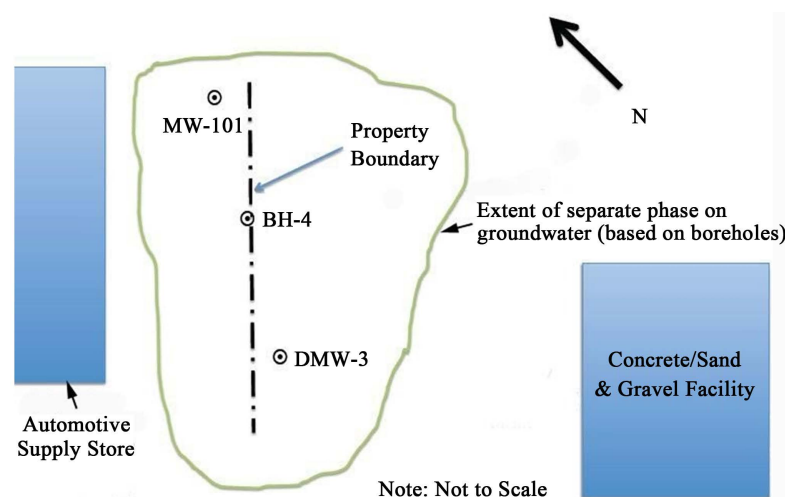 N
MW-101
Property
Boundary
BH-4
Extent of separate phase on
groundwater (based on boreholes)
DMW-3
Concrete/Sand
& Gravel Facility
Automotive
Supply Store
Note: Not to Scale